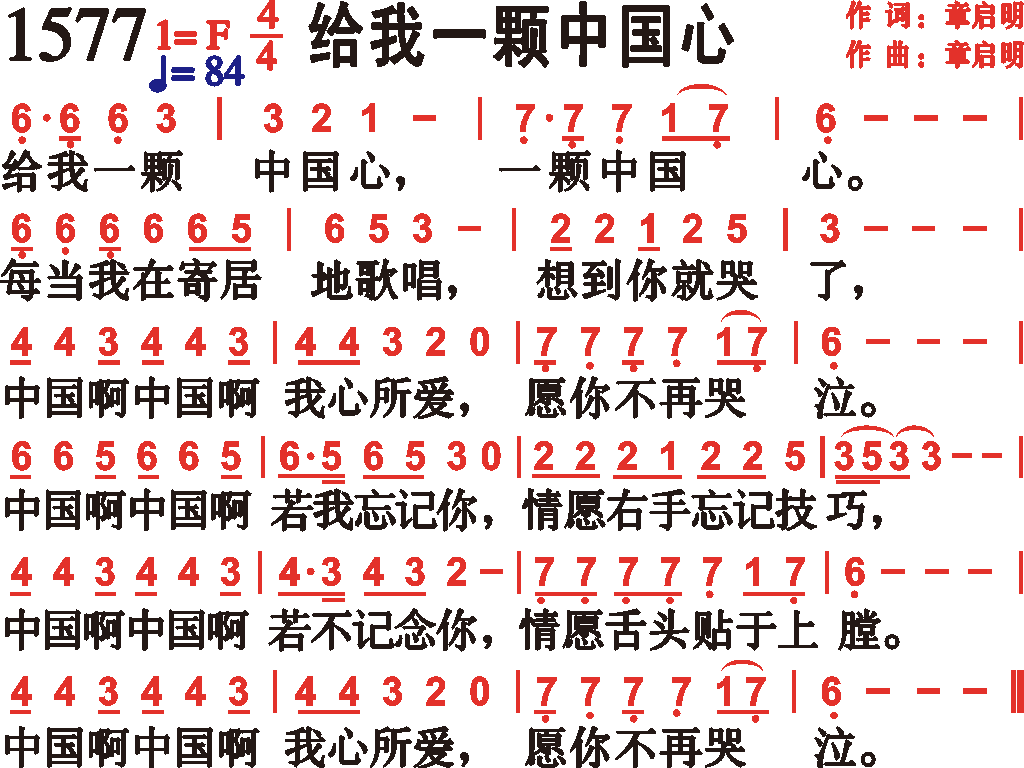 1577 1=F 4/4 给我一颗中国心 作 词：章启明
♩=84 作 曲：章启明
6·6 6 3 | 3 2 1 － | 7·7 7 1 7 | 6 － － － |
给我一颗 中国心， 一颗中国 心。
6 6 6 6 6 5 | 6 5 3 － | 2 2 1 2 5 | 3 － － － |
每当我在寄居 地歌唱， 想到你就哭 了，
4 4 3 4 4 3 | 4 4 3 2 0 | 7 7 7 7 1 7 | 6 － － － |
中国啊中国啊 我心所爱， 愿你不再哭 泣。
6 6 5 6 6 5 | 6·5 6 5 3 0 | 2 2 2 1 2 2 5 | 3 5 3 3 － － |
中国啊中国啊 若我忘记你，情愿右手忘记技 巧，
4 4 3 4 4 3 | 4·3 4 3 2 － | 7 7 7 7 7 1 7 | 6 － － － |
中国啊中国啊 若不记念你，情愿舌头贴于上 膛。
4 4 3 4 4 3 | 4 4 3 2 0 | 7 7 7 7 1 7 | 6 － － － ‖
中国啊中国啊 我心所爱， 愿你不再哭 泣。